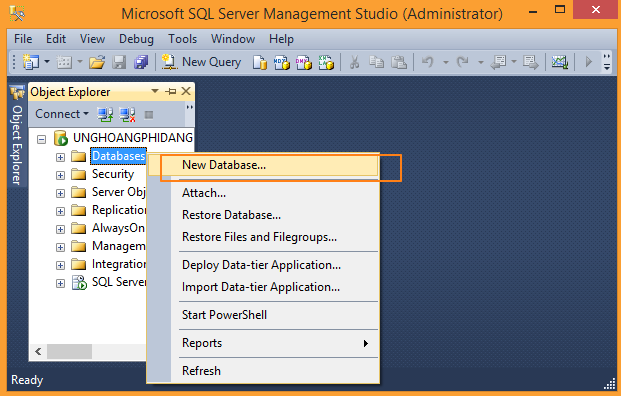 Microsoft SQL Server Management Studio (Administrator)
File Edit View Debug Tools Window Help
New Query
Object Explorer
Object Explorer
Connect
UNGHOANGPHIDANG
Databases
Security
Server Obj
Replication
AlwaysOn
Managem
Integration
SQL Server
New Database...
Attach...
Restore Database...
Restore Files and Filegroups...
Deploy Data-tier Application...
Import Data-tier Application...
Start PowerShell
Reports
Refresh
Ready